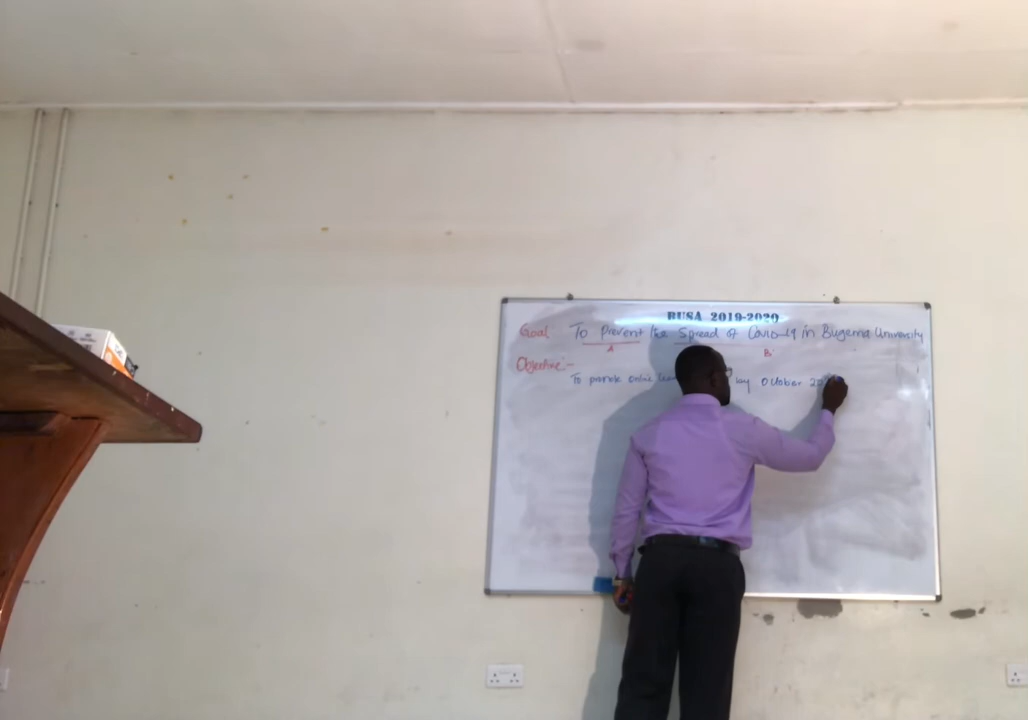 BUSA 2019-2020
Goal To Prevent the Spread of Covid-19 in Bugema University
A B
Objective:-
To provide online by October 20